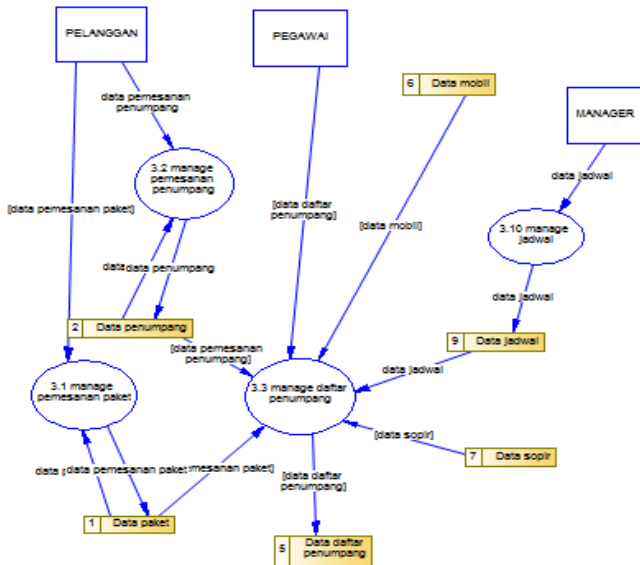 PELANGGAN
PEGAWAI
6 Data mobil
MANAGER
data pemesanan
penumpang
3.2 manage
pemesanan
penumpang
data jadwal
[data pemesanan paket]
[data daftar
penumpang]
[data mobil]
3.10 manage
jadwal
data
data penumpang
data jadwal
2 Data penumpang
9 Data jadwal
[data pemesanan
penumpang]
data jadwal
3.1 manage
pemesanan paket
3.3 manage daftar
penumpang
[data sopir]
7 Data sopir
data pemesanan paket
[data daftar
penumpang]
1 Data paket
5 Data daftar
penumpang